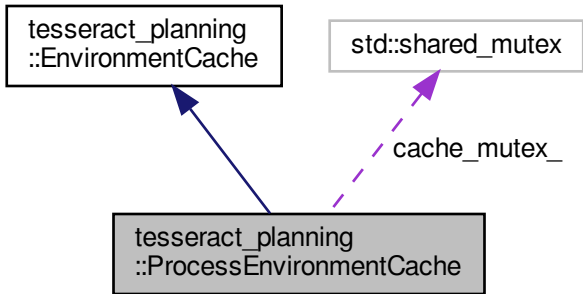 tesseract_planning
::EnvironmentCache
std::shared_mutex
cache_mutex_
tesseract_planning
::ProcessEnvironmentCache